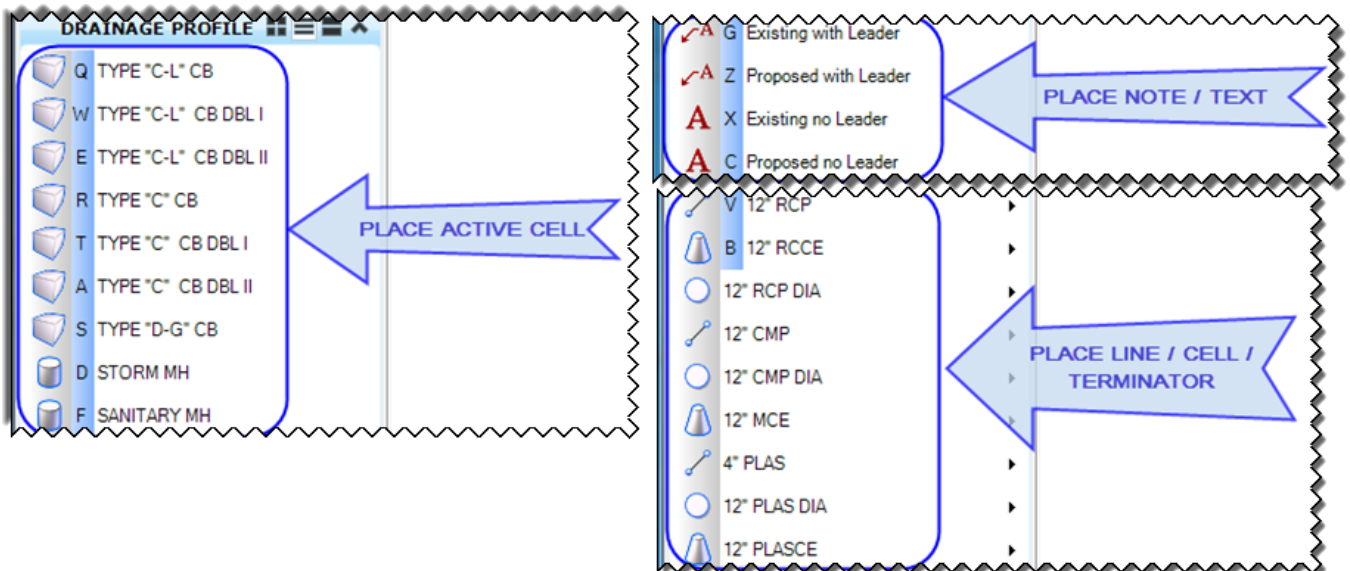 DRAINAGE PROFILE
Q TYPE "C-L" CB
W TYPE "C-L" CB DBL I
E TYPE "C-L" CB DBL II
R TYPE "C" CB
T TYPE "C" CB DBL I
A TYPE "C" CB DBL II
S TYPE "D-G" CB
D STORM MH
F SANITARY MH
PLACE ACTIVE CELL
A G Existing with Leader
A Z Proposed with Leader
A X Existing no Leader
A C Proposed no Leader
PLACE NOTE / TEXT
V 12" RCP
B 12" RCCE
12" RCP DIA
12" CMP
12" CMP DIA
12" MCE
4" PLAS
12" PLAS DIA
12" PLASCE
PLACE LINE / CELL /
TERMINATOR